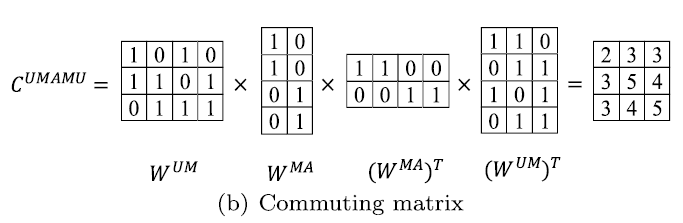 C^{UMAMU} = 1 0 1 0 × 1 0 × 1 1 0 0 × 1 1 0 = 2 3 3
1 1 0 1 1 0 0 0 1 1 0 1 1 3 5 4
0 1 1 1 0 1 1 0 1 3 4 5
0 1 0 1 1
W^{UM} W^{MA} (W^{MA})^T (W^{UM})^T
(b) Commuting matrix